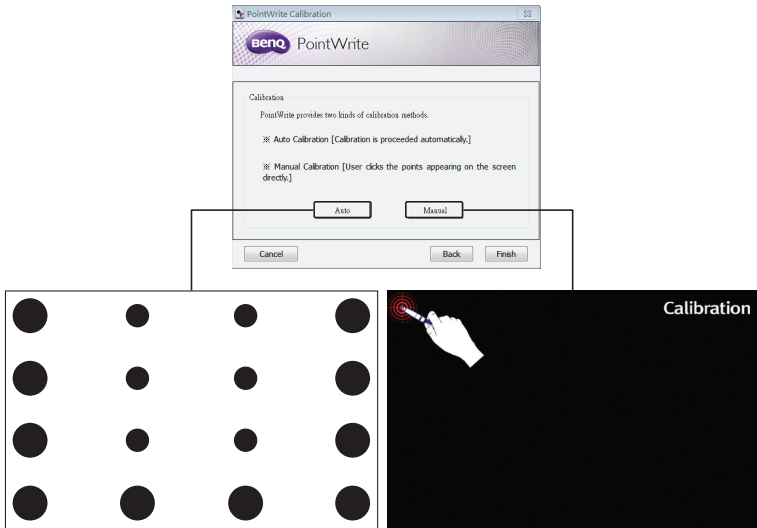 PointWrite Calibration
BenQ PointWrite
Calibration
PointWrite provides two kinds of calibration methods.
※ Auto Calibration [Calibration is proceeded automatically.]
※ Manual Calibration [User clicks the points appearing on the screen
directly.]
Auto Manual
Cancel Back Finish
Calibration